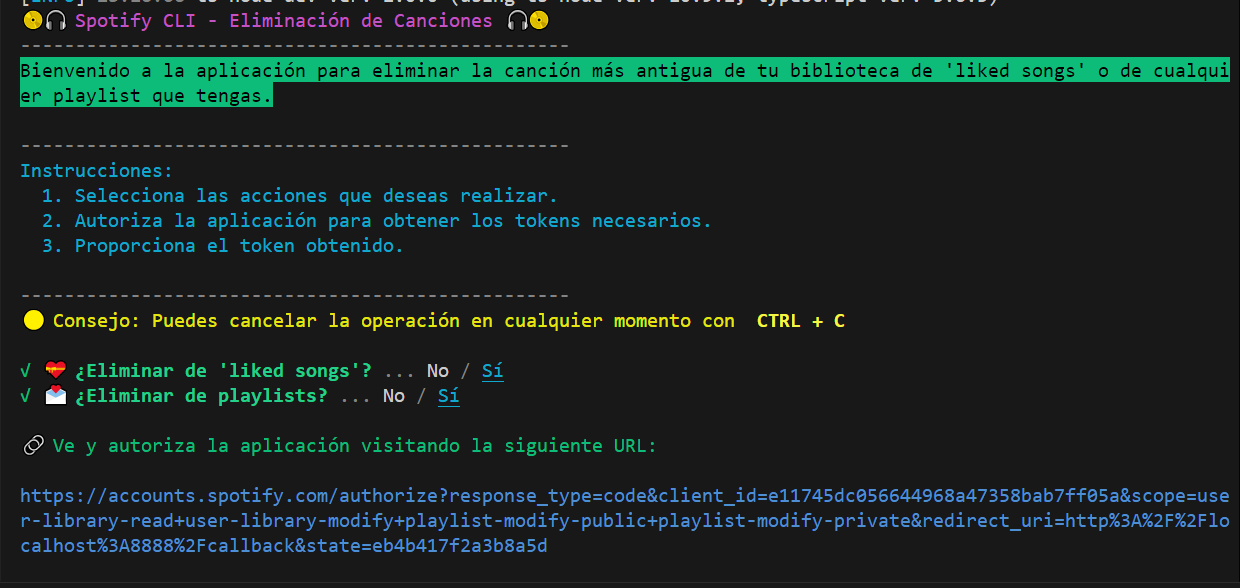 Spotify CLI - Eliminación de Canciones
--------------------------------------------------
Bienvenido a la aplicación para eliminar la canción más antigua de tu biblioteca de 'liked songs' o de cualqui
er playlist que tengas.
--------------------------------------------------
Instrucciones:
1. Selecciona las acciones que deseas realizar.
2. Autoriza la aplicación para obtener los tokens necesarios.
3. Proporciona el token obtenido.
--------------------------------------------------
Consejo: Puedes cancelar la operación en cualquier momento con CTRL + C
√ ¿Eliminar de 'liked songs'? ... No / Sí
√ ¿Eliminar de playlists? ... No / Sí
Ve y autoriza la aplicación visitando la siguiente URL:
https://accounts.spotify.com/authorize?response_type=code&client_id=e11745dc056644968a47358bab7ff05a&scope=use
r-library-read+user-library-modify+playlist-modify-public+playlist-modify-private&redirect_uri=http%3A%2F%2Flo
calhost%3A8888%2Fcallback&state=eb4b417f2a3b8a5d